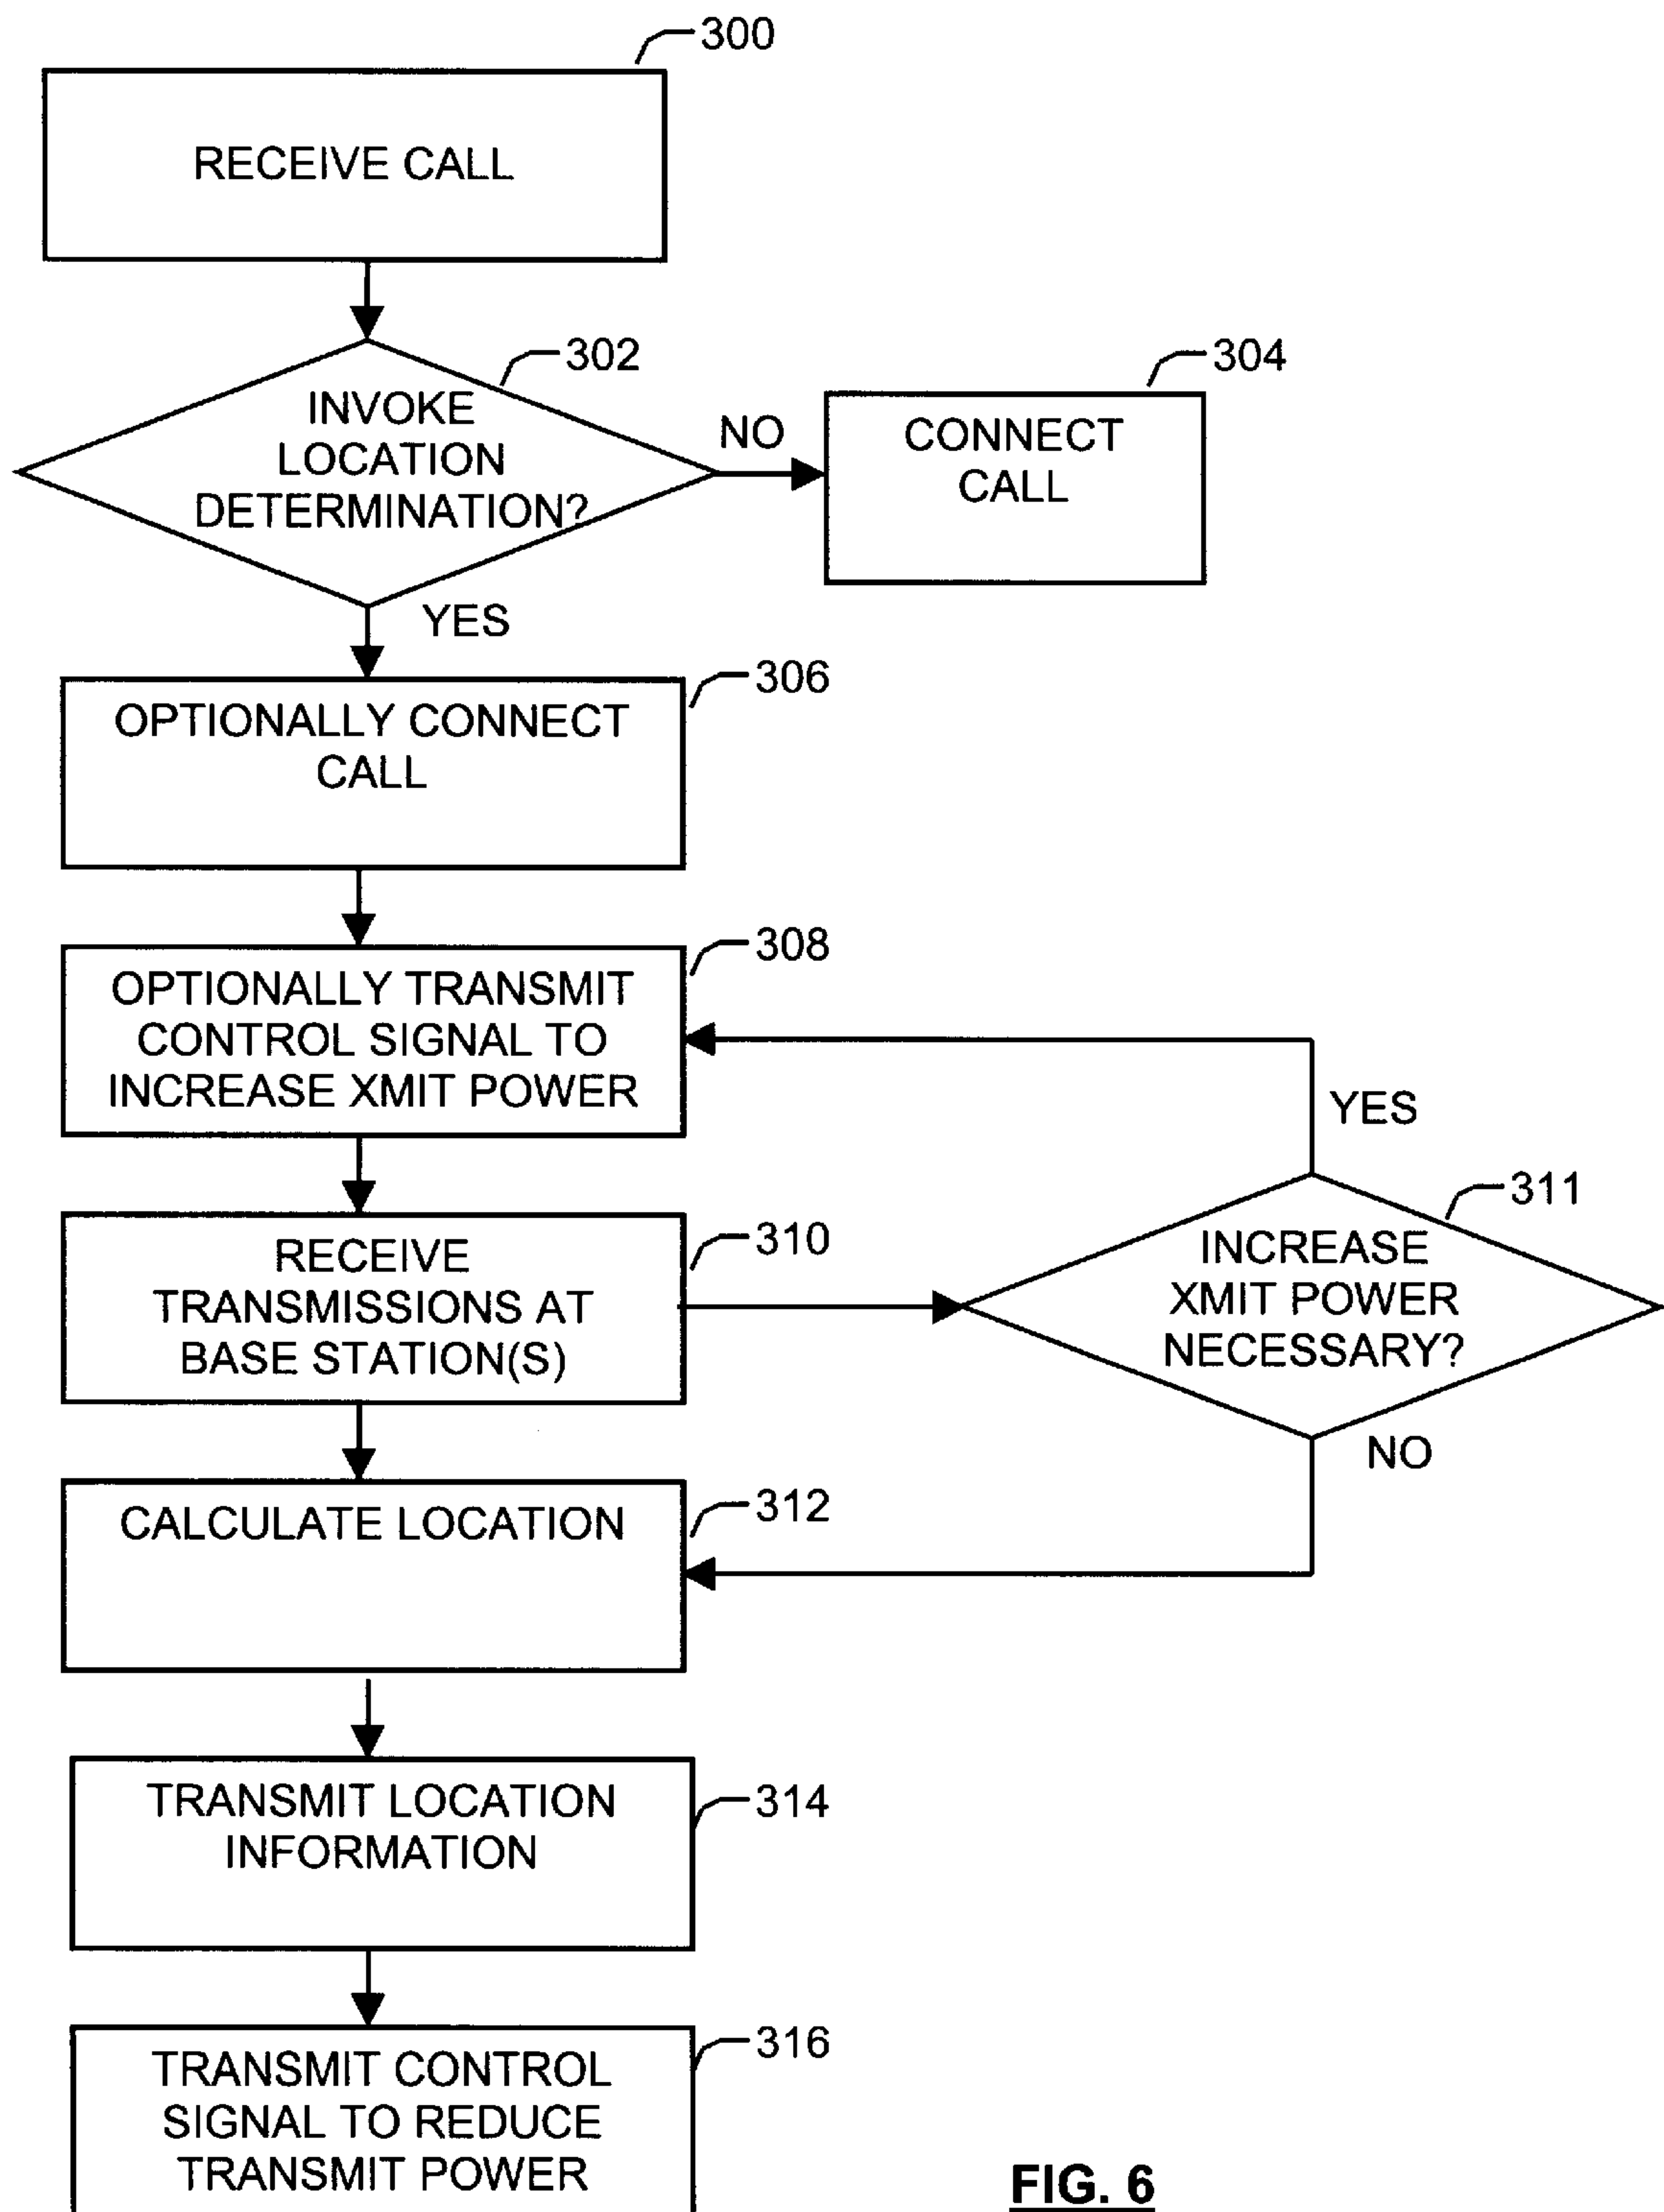 300
RECEIVE CALL
302
INVOKE
LOCATION
DETERMINATION?
NO
304
CONNECT
CALL
YES
306
OPTIONALLY CONNECT
CALL
308
OPTIONALLY TRANSMIT
CONTROL SIGNAL TO
INCREASE XMIT POWER
YES
310
RECEIVE
TRANSMISSIONS AT
BASE STATION(S)
311
INCREASE
XMIT POWER
NECESSARY?
NO
312
CALCULATE LOCATION
314
TRANSMIT LOCATION
INFORMATION
316
TRANSMIT CONTROL
SIGNAL TO REDUCE
TRANSMIT POWER
FIG. 6